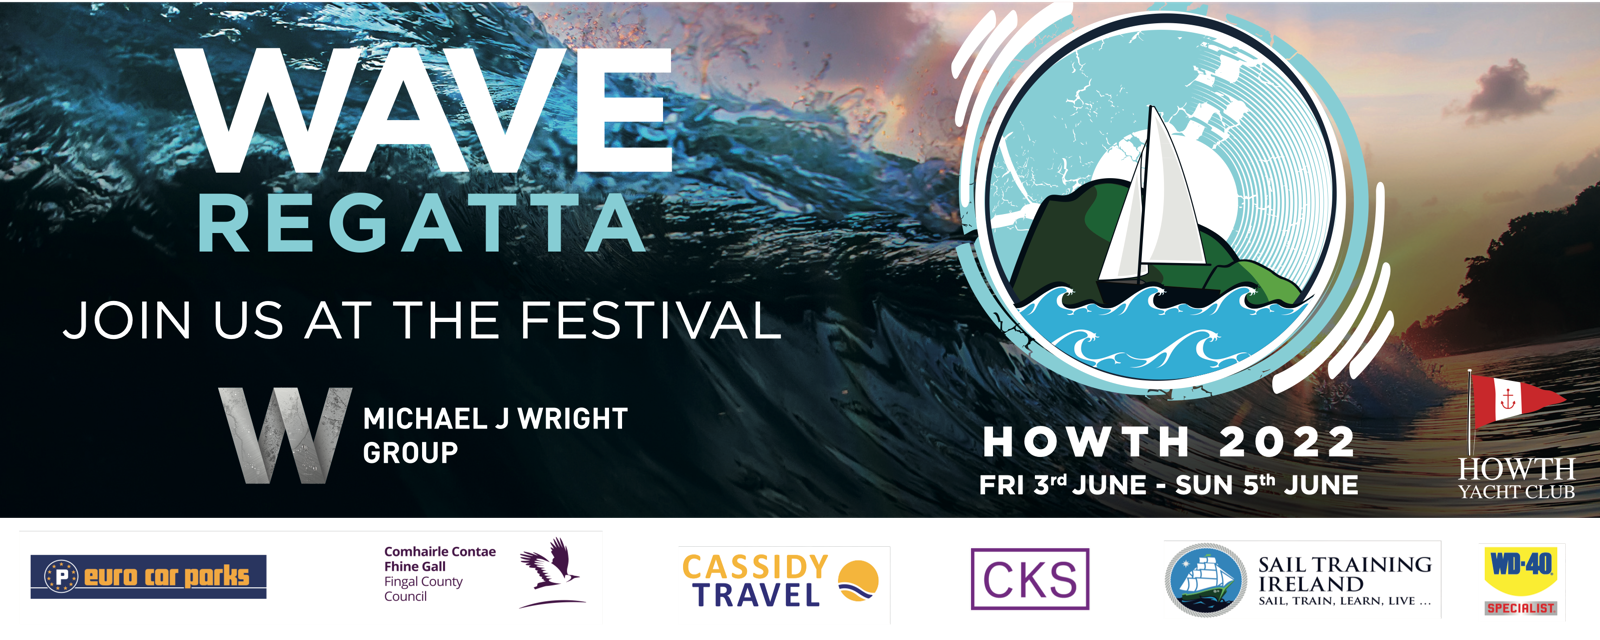 WAVE
REGATTA
JOIN US AT THE FESTIVAL
W
MICHAEL J WRIGHT
GROUP
HOWTH 2022
FRI 3rd JUNE - SUN 5th JUNE
HOWTH
YACHT CLUB
P euro car parks
Comhairle Contae
Fhine Gall
Fingal County
Council
CASSIDY
TRAVEL
CKS
SAIL TRAINING
IRELAND
SAIL, TRAIN, LEARN, LIVE ...
WD-40
SPECIALIST